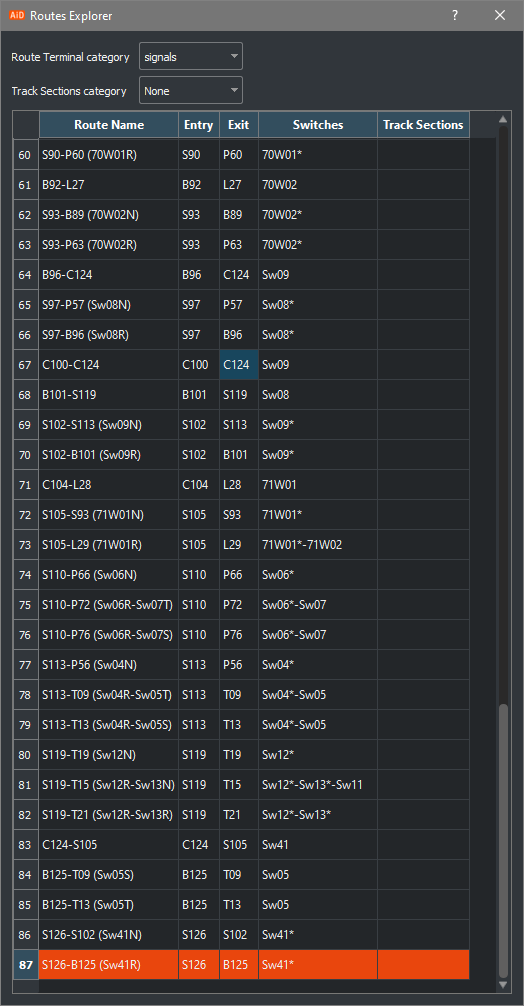 AID Routes Explorer ? ×
Route Terminal category signals
Track Sections category None
Route Name Entry Exit Switches Track Sections
60 S90-P60 (70W01R) S90 P60 70W01*
61 B92-L27 B92 L27 70W02
62 S93-B89 (70W02N) S93 B89 70W02*
63 S93-P63 (70W02R) S93 P63 70W02*
64 B96-C124 B96 C124 Sw09
65 S97-P57 (Sw08N) S97 P57 Sw08*
66 S97-B96 (Sw08R) S97 B96 Sw08*
67 C100-C124 C100 C124 Sw09
68 B101-S119 B101 S119 Sw08
69 S102-S113 (Sw09N) S102 S113 Sw09*
70 S102-B101 (Sw09R) S102 B101 Sw09*
71 C104-L28 C104 L28 71W01
72 S105-S93 (71W01N) S105 S93 71W01*
73 S105-L29 (71W01R) S105 L29 71W01*-71W02
74 S110-P66 (Sw06N) S110 P66 Sw06*
75 S110-P72 (Sw06R-Sw07T) S110 P72 Sw06*-Sw07
76 S110-P76 (Sw06R-Sw07S) S110 P76 Sw06*-Sw07
77 S113-P56 (Sw04N) S113 P56 Sw04*
78 S113-T09 (Sw04R-Sw05T) S113 T09 Sw04*-Sw05
79 S113-T13 (Sw04R-Sw05S) S113 T13 Sw04*-Sw05
80 S119-T19 (Sw12N) S119 T19 Sw12*
81 S119-T15 (Sw12R-Sw13N) S119 T15 Sw12*-Sw13*-Sw11
82 S119-T21 (Sw12R-Sw13R) S119 T21 Sw12*-Sw13*
83 C124-S105 C124 S105 Sw41
84 B125-T09 (Sw05S) B125 T09 Sw05
85 B125-T13 (Sw05T) B125 T13 Sw05
86 S126-S102 (Sw41N) S126 S102 Sw41*
87 S126-B125 (Sw41R) S126 B125 Sw41*